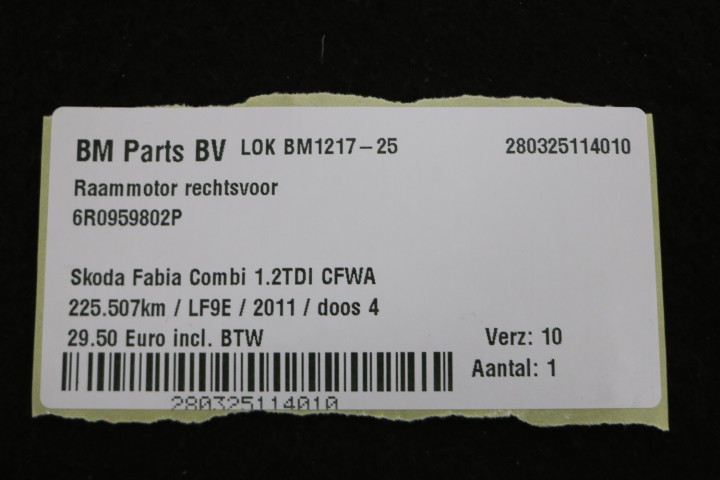 BM Parts BV LOK BM1217-25 280325114010
Raammotor rechtsvoor
6R0959802P
Skoda Fabia Combi 1.2TDI CFWA
225.507km / LF9E / 2011 / doos 4
29.50 Euro incl. BTW Verz: 10
Aantal: 1
280325114010